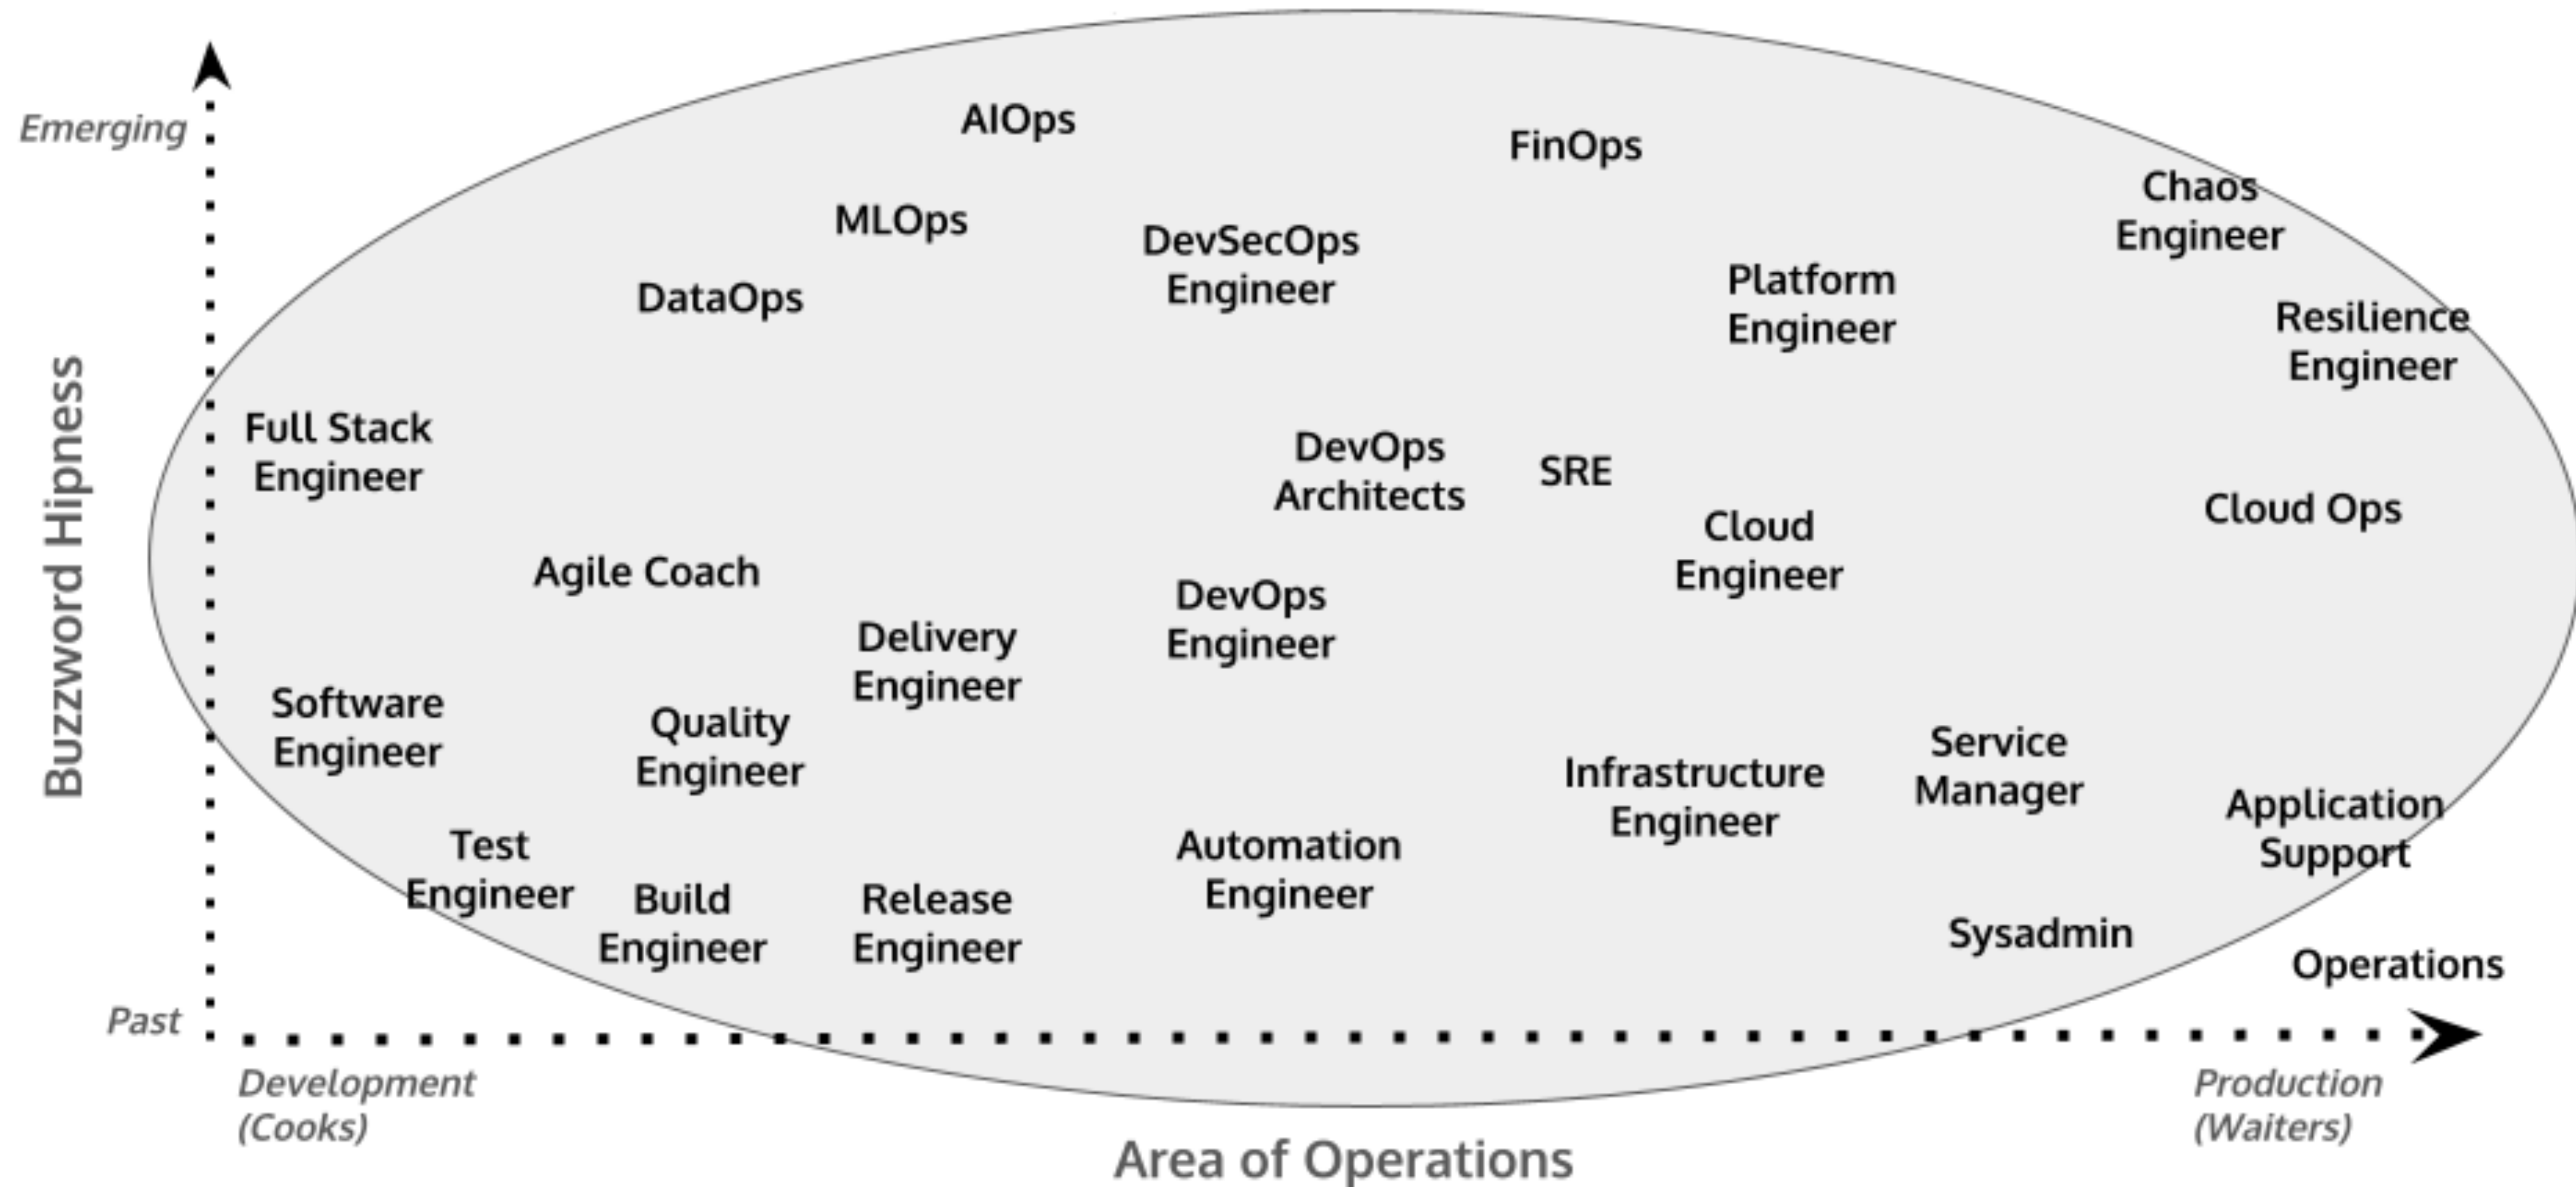 Emerging
AIOps
FinOps
Chaos
Engineer
MLOps
DevSecOps
Engineer
DataOps
Platform
Engineer
Resilience
Engineer
Buzzword Hipness
Full Stack
Engineer
DevOps
Architects
SRE
Cloud Ops
Cloud
Engineer
Agile Coach
DevOps
Engineer
Delivery
Engineer
Software
Engineer
Quality
Engineer
Service
Manager
Infrastructure
Engineer
Application
Support
Test
Engineer
Automation
Engineer
Build
Engineer
Release
Engineer
Sysadmin
Operations
Past
Development
(Cooks)
Production
(Waiters)
Area of Operations